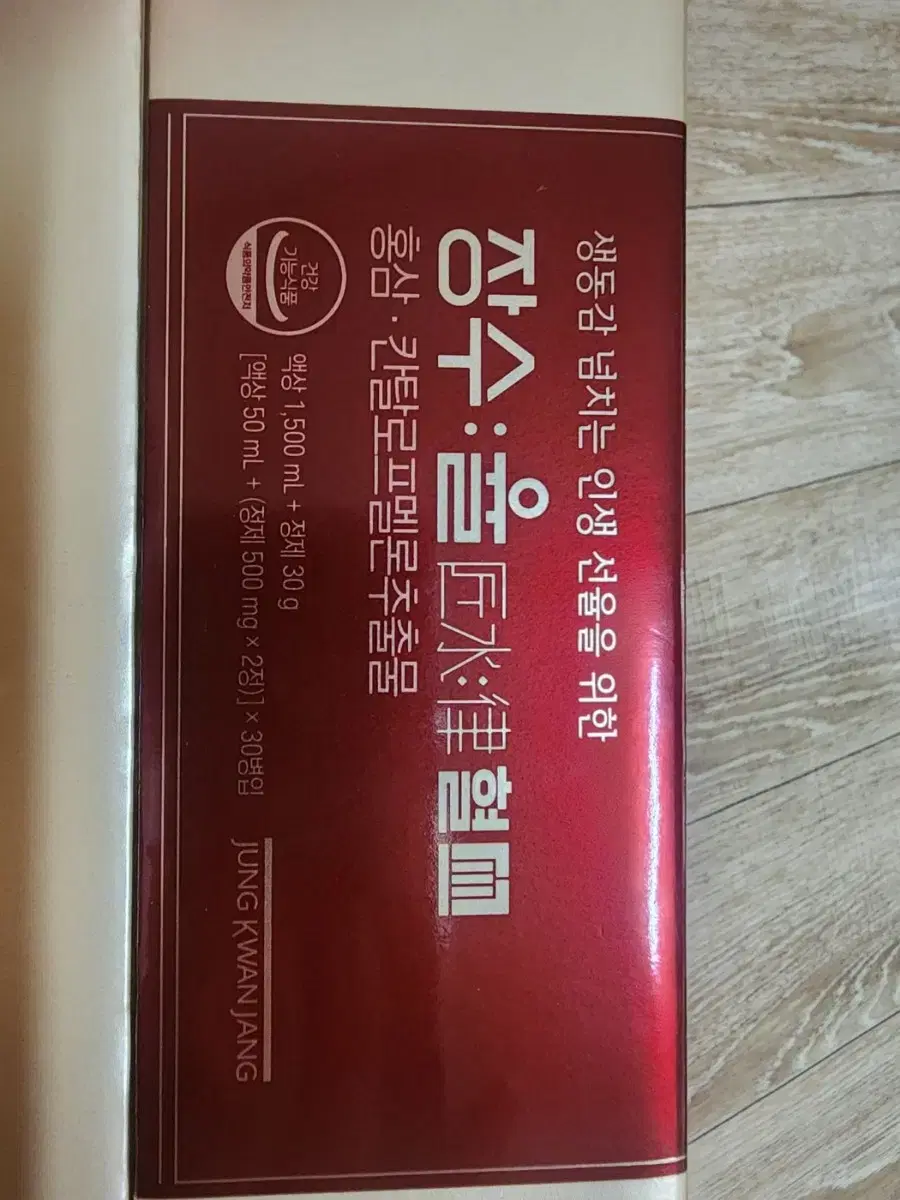 생동감 넘치는 인생 선율을 위한
장수:율 匠水:律 혈 血
홍삼·칸탈로프멜론추출물
건강
기능식품
식품의약품안전처
액상 1,500 mL + 정제 30 g
[액상 50 mL + (정제 500 mg × 2정)] × 30병입
JUNG KWAN JANG